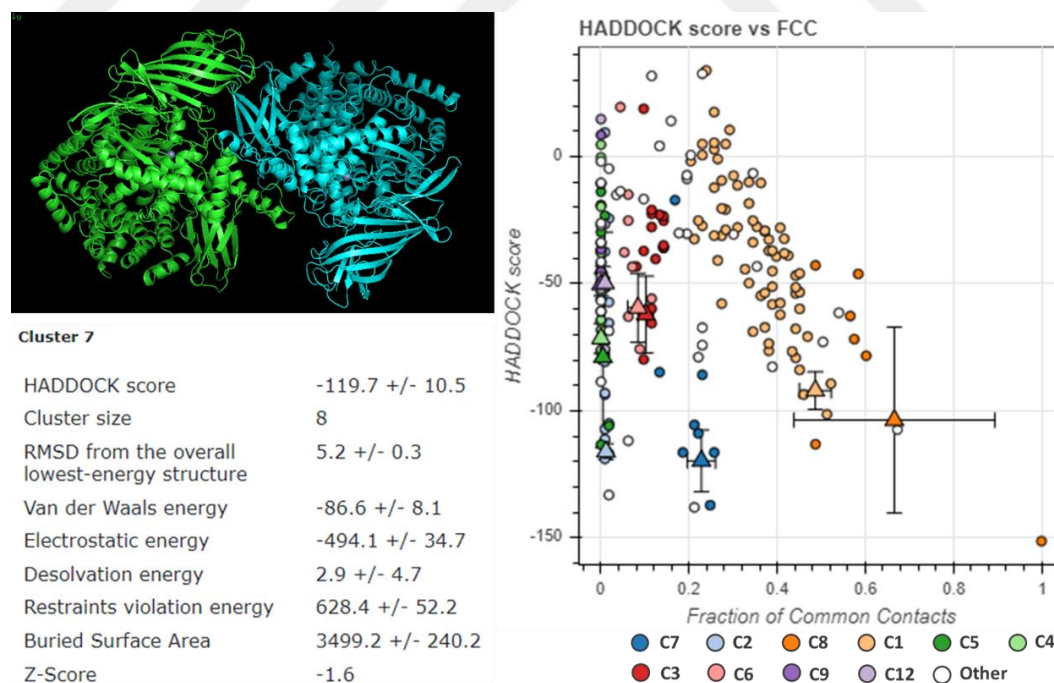 HADDOCK score vs FCC
Cluster 7
HADDOCK score -119.7 +/- 10.5
Cluster size 8
RMSD from the overall
lowest-energy structure 5.2 +/- 0.3
Van der Waals energy -86.6 +/- 8.1
Electrostatic energy -494.1 +/- 34.7
Desolvation energy 2.9 +/- 4.7
Restraints violation energy 628.4 +/- 52.2
Buried Surface Area 3499.2 +/- 240.2
Z-Score -1.6
HADDOCK score
0
-50
-100
-150
0 0.2 0.4 0.6 0.8 1
Fraction of Common Contacts
C7 C2 C8 C1 C5 C4
C3 C6 C9 C12 Other